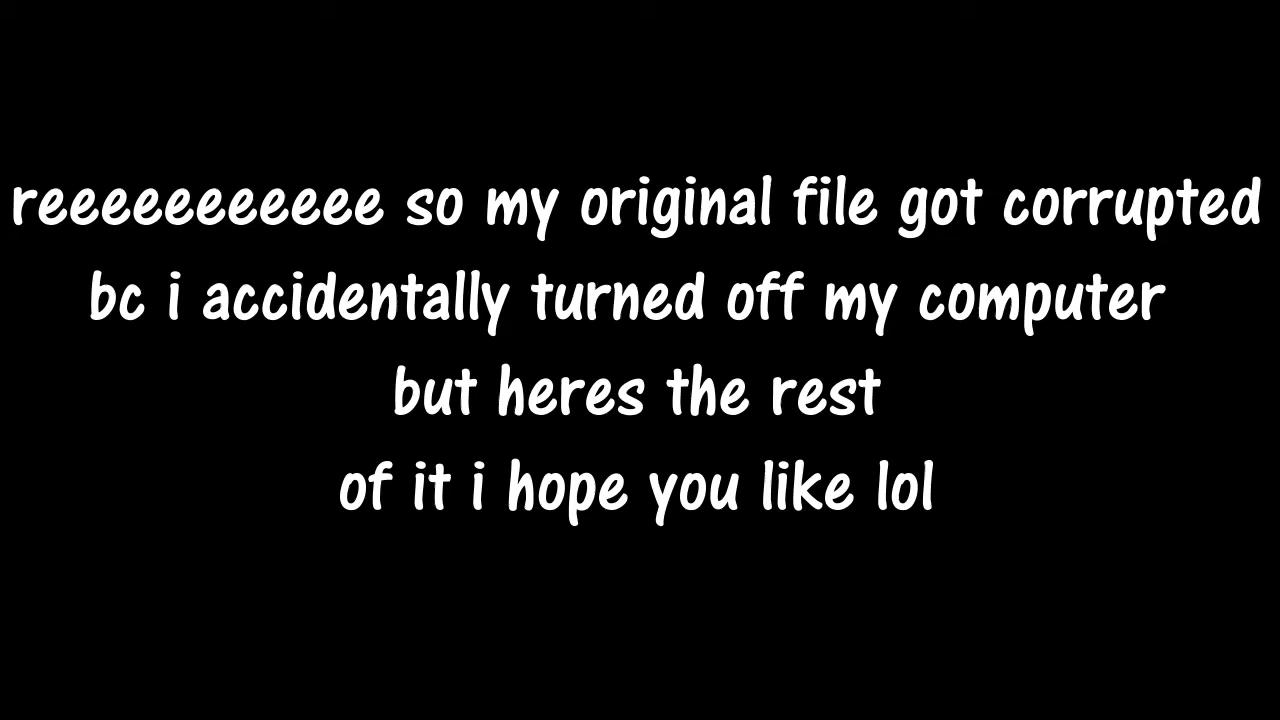 reeeeeeeeeee so my original file got corrupted
bc i accidentally turned off my computer
but heres the rest
of it i hope you like lol